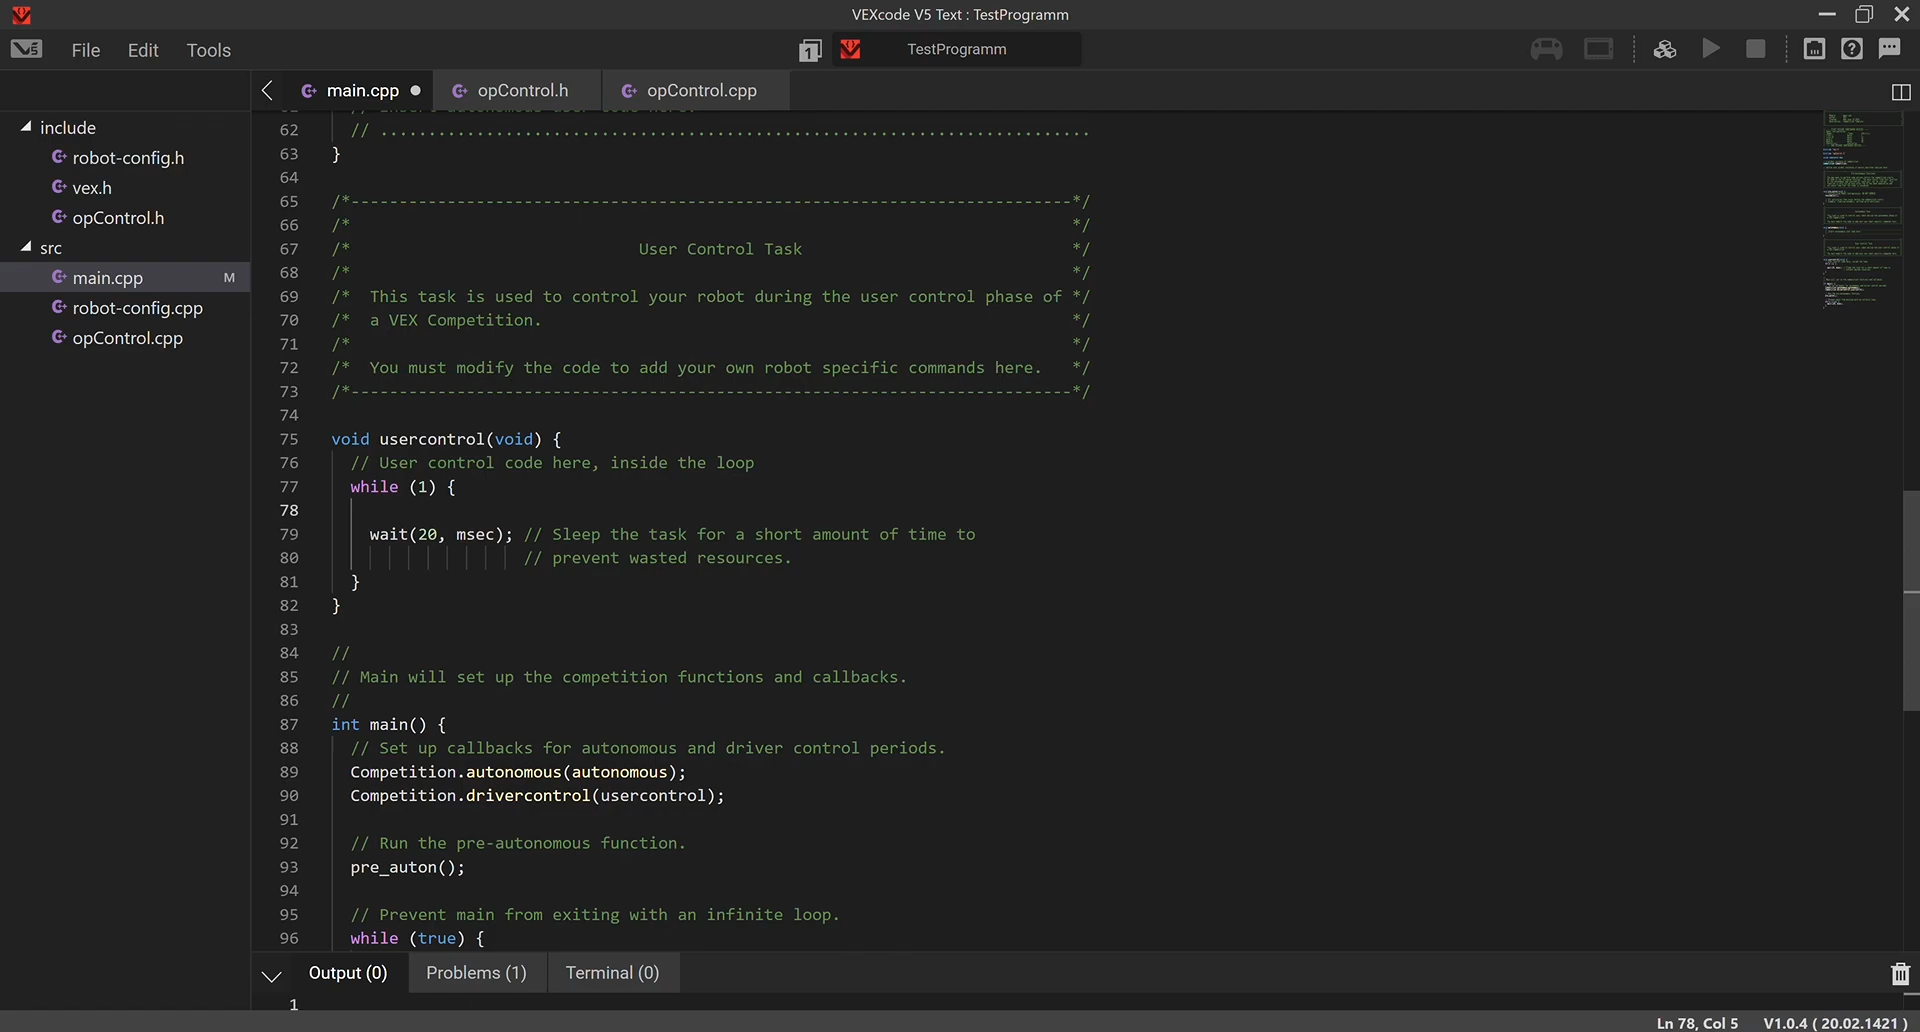 VEXcode V5 Text : TestProgramm
V5 File Edit Tools 1 TestProgramm
main.cpp opControl.h opControl.cpp
include
robot-config.h
vex.h
opControl.h
src
main.cpp M
robot-config.cpp
opControl.cpp
62 // ..........................................................................
63 }
64
65 /*---------------------------------------------------------------------------*/
66 /* */
67 /* User Control Task */
68 /* */
69 /* This task is used to control your robot during the user control phase of */
70 /* a VEX Competition. */
71 /* */
72 /* You must modify the code to add your own robot specific commands here. */
73 /*---------------------------------------------------------------------------*/
74
75 void usercontrol(void) {
76 // User control code here, inside the loop
77 while (1) {
78
79 wait(20, msec); // Sleep the task for a short amount of time to
80 // prevent wasted resources.
81 }
82 }
83
84 //
85 // Main will set up the competition functions and callbacks.
86 //
87 int main() {
88 // Set up callbacks for autonomous and driver control periods.
89 Competition.autonomous(autonomous);
90 Competition.drivercontrol(usercontrol);
91
92 // Run the pre-autonomous function.
93 pre_auton();
94
95 // Prevent main from exiting with an infinite loop.
96 while (true) {
Output (0) Problems (1) Terminal (0)
1
Ln 78, Col 5 V1.0.4 ( 20.02.1421 )